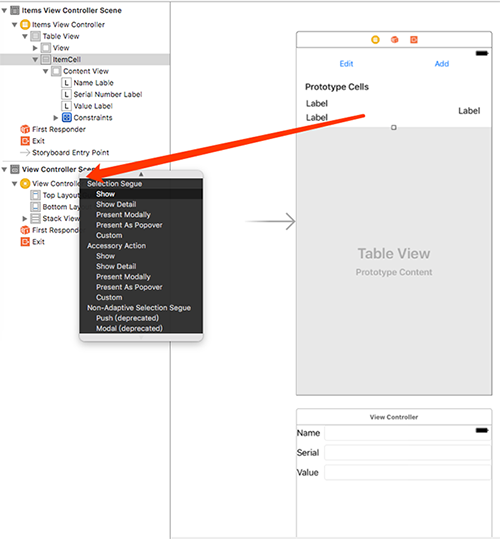 Items View Controller Scene
Items View Controller
Table View
View
ItemCell
Content View
Name Lable
Serial Number Label
Value Label
Constraints
First Responder
Exit
Storyboard Entry Point
View Controller Scen
View Controlle
Top Layou
Bottom Lay
Stack View
First Responde
Exit
Selection Segue
Show
Show Detail
Present Modally
Present As Popover
Custom
Accessory Action
Show
Show Detail
Present Modally
Present As Popover
Custom
Non-Adaptive Selection Segue
Push (deprecated)
Modal (deprecated)
Edit Add
Prototype Cells
Label
Label
Label
Table View
Prototype Content
View Controller
Name
Serial
Value